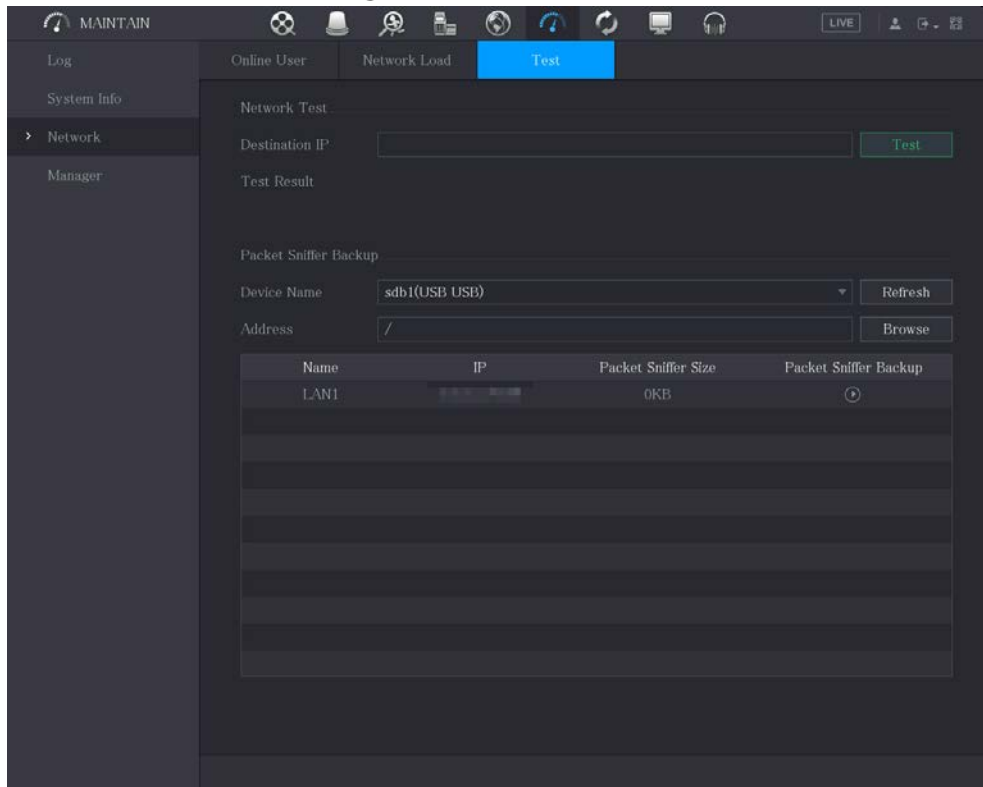 MAINTAIN LIVE
Log Online User Network Load Test
System Info
Network Test
Network Destination IP Test
Manager Test Result
Packet Sniffer Backup
Device Name sdb1(USB USB) Refresh
Address / Browse
Name IP Packet Sniffer Size Packet Sniffer Backup
LAN1 0KB